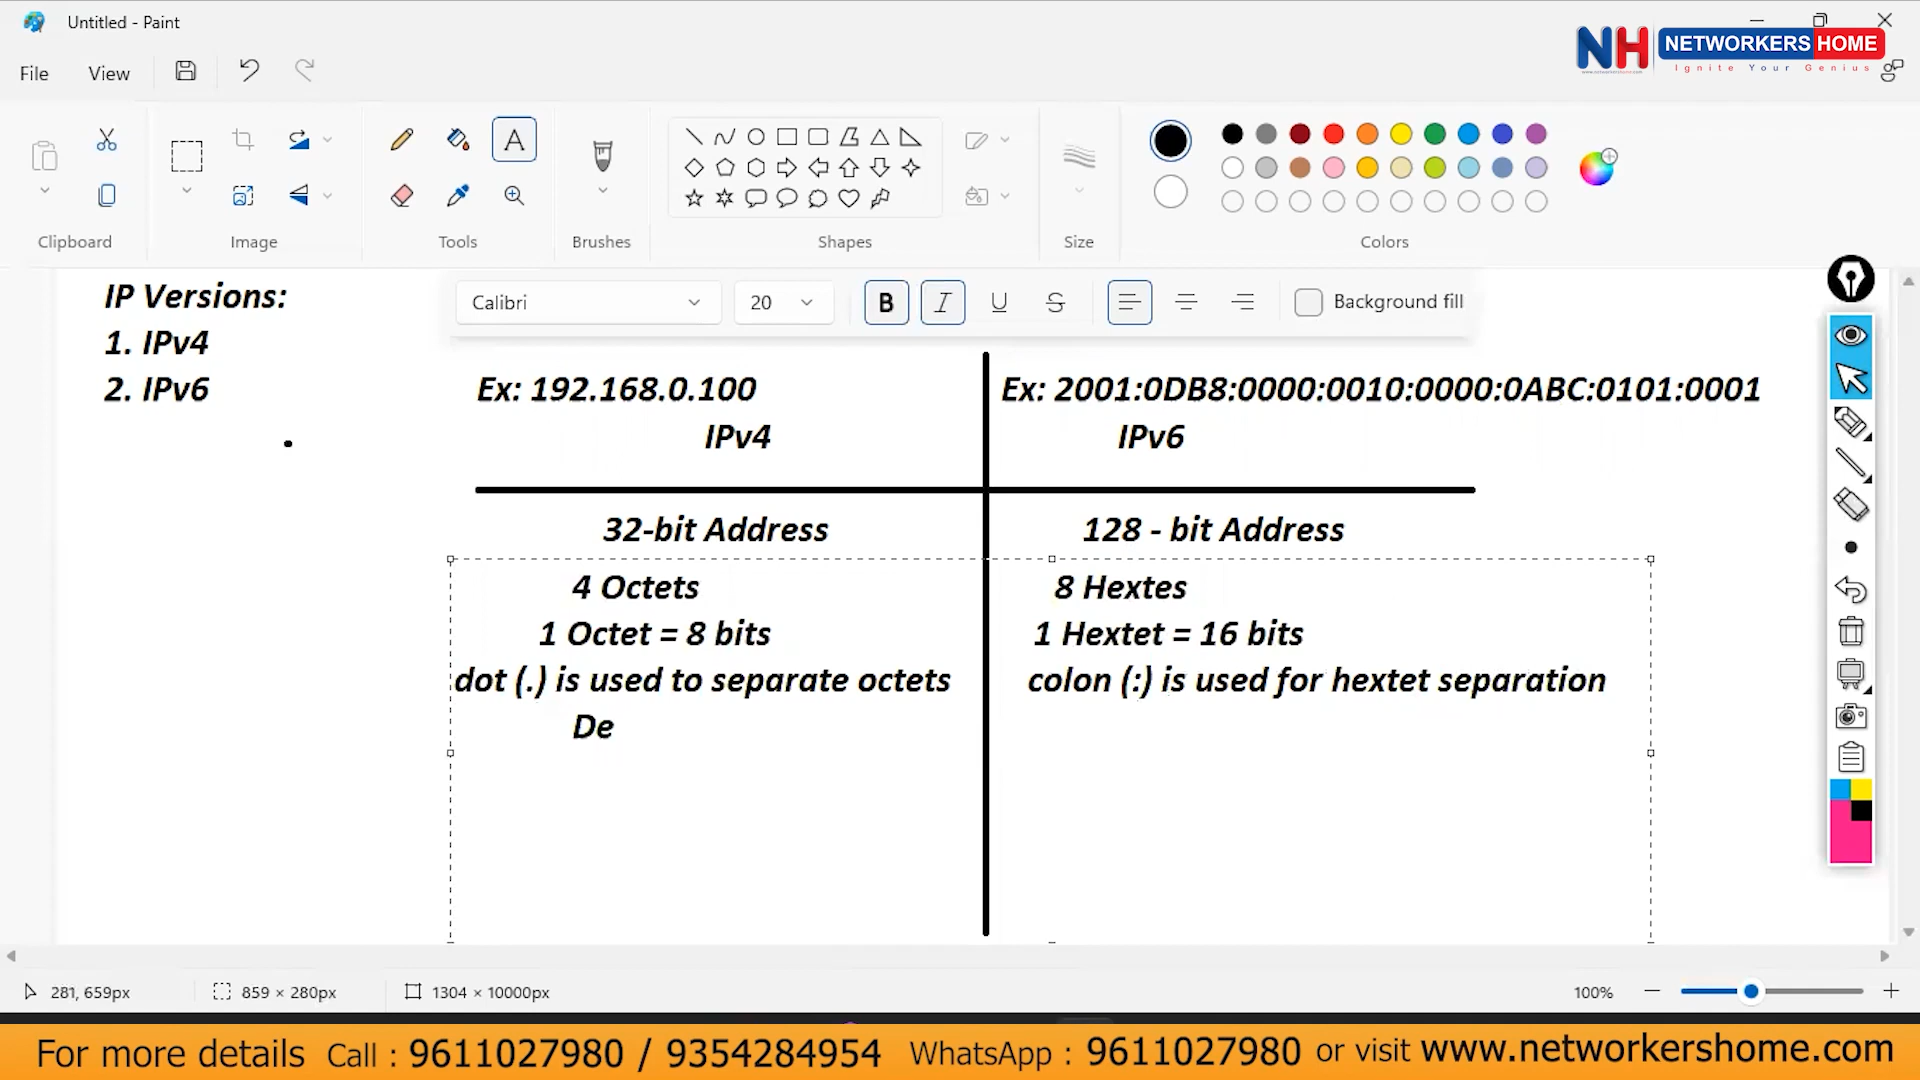 Untitled - Paint
NH NETWORKERS HOME
Ignite Your Genius
File View
Clipboard Image Tools Brushes Shapes Size Colors
Calibri 20 B I U S Background fill
IP Versions:
1. IPv4
2. IPv6
Ex: 192.168.0.100 Ex: 2001:0DB8:0000:0010:0000:0ABC:0101:0001
IPv4 IPv6
32-bit Address 128 - bit Address
4 Octets 8 Hextes
1 Octet = 8 bits 1 Hextet = 16 bits
dot (.) is used to separate octets colon (:) is used for hextet separation
De
281, 659px 859 × 280px 1304 × 10000px 100%
For more details Call : 9611027980 / 9354284954 WhatsApp : 9611027980 or visit www.networkershome.com